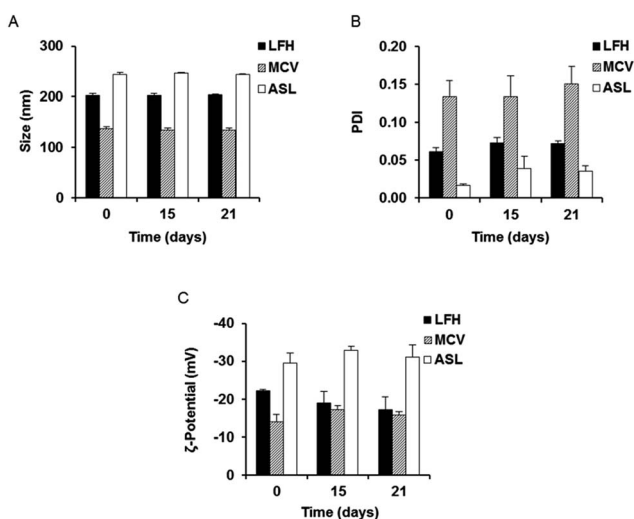 A
Size (nm)
300
200
100
0
0 15 21
Time (days)
LFH
MCV
ASL
B
PDI
0.20
0.15
0.10
0.05
0.00
0 15 21
Time (days)
LFH
MCV
ASL
C
ζ-Potential (mV)
-40
-30
-20
-10
0
0 15 21
Time (days)
LFH
MCV
ASL